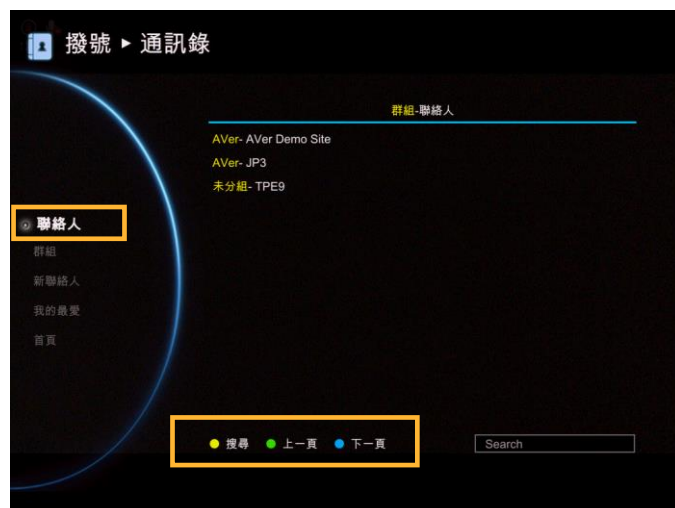 撥號 ▸ 通訊錄
群組-聯絡人
AVer- AVer Demo Site
AVer- JP3
未分組- TPE9
聯絡人
群組
新聯絡人
我的最愛
首頁
搜尋 上一頁 下一頁 Search